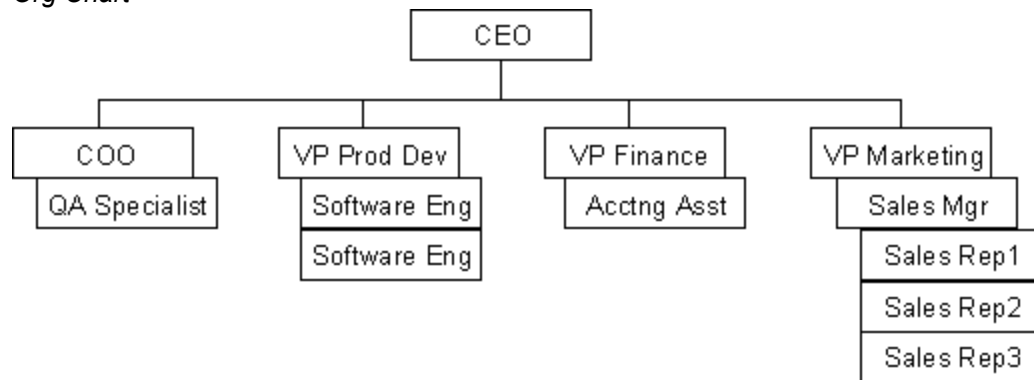 Org Chart
CEO
COO
VP Prod Dev
VP Finance
VP Marketing
QA Specialist
Software Eng
Acctng Asst
Sales Mgr
Software Eng
Sales Rep1
Sales Rep2
Sales Rep3